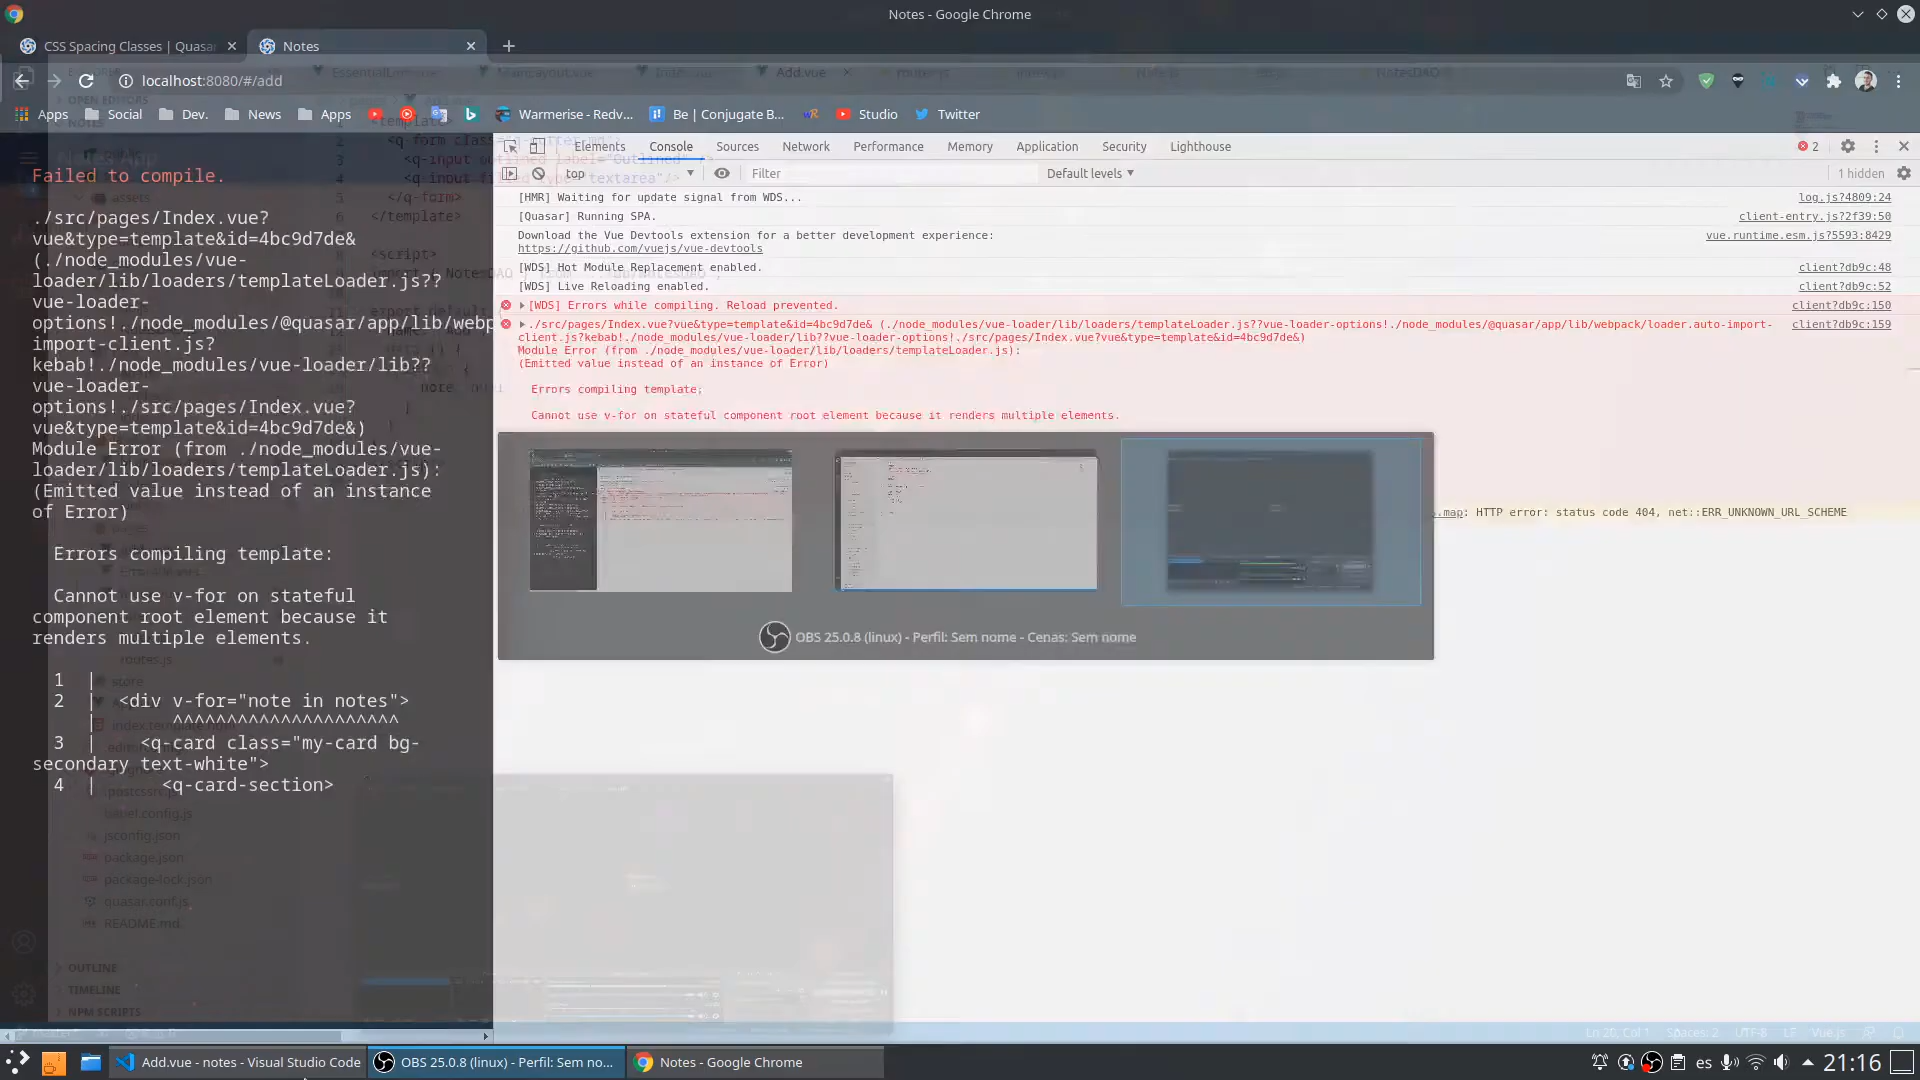 Notes - Google Chrome
CSS Spacing Classes | Quasar
Notes
localhost:8080/#/add
Apps
Social
Dev.
News
Apps
Warmerise - Redv...
Be | Conjugate B...
Studio
Twitter
Elements
Console
Sources
Network
Performance
Memory
Application
Security
Lighthouse
2
top
Filter
Default levels
1 hidden
[HMR] Waiting for update signal from WDS...
log.js?4809:24
[Quasar] Running SPA.
client-entry.js?2f39:50
Download the Vue Devtools extension for a better development experience:
https://github.com/vuejs/vue-devtools
vue.runtime.esm.js?5593:8429
[WDS] Hot Module Replacement enabled.
client?db9c:48
[WDS] Live Reloading enabled.
client?db9c:52
[WDS] Errors while compiling. Reload prevented.
client?db9c:150
./src/pages/Index.vue?vue&type=template&id=4bc9d7de& (./node_modules/vue-loader/lib/loaders/templateLoader.js??vue-loader-options!./node_modules/@quasar/app/lib/webpack/loader.auto-import-
client?db9c:159
client.js?kebab!./node_modules/vue-loader/lib??vue-loader-options!./src/pages/Index.vue?vue&type=template&id=4bc9d7de&)
Module Error (from ./node_modules/vue-loader/lib/loaders/templateLoader.js):
(Emitted value instead of an instance of Error)
Errors compiling template:
Cannot use v-for on stateful component root element because it renders multiple elements.
.map: HTTP error: status code 404, net::ERR_UNKNOWN_URL_SCHEME
OBS 25.0.8 (linux) - Perfil: Sem nome - Cenas: Sem nome
Failed to compile.
./src/pages/Index.vue?
vue&type=template&id=4bc9d7de&
(./node_modules/vue-
loader/lib/loaders/templateLoader.js??
vue-loader-
options!./node_modules/@quasar/app/lib/webp
import-client.js?
kebab!./node_modules/vue-loader/lib??
vue-loader-
options!./src/pages/Index.vue?
vue&type=template&id=4bc9d7de&)
Module Error (from ./node_modules/vue-
loader/lib/loaders/templateLoader.js):
(Emitted value instead of an instance
of Error)
Errors compiling template:
Cannot use v-for on stateful
component root element because it
renders multiple elements.
1 |
2 | <div v-for="note in notes">
| ^^^^^^^^^^^^^^^^^^^^^
3 | <q-card class="my-card bg-
secondary text-white">
4 | <q-card-section>
routes.js
store
index.template.html
.postcssrc.js
babel.config.js
jsconfig.json
package.json
package-lock.json
quasar.conf.js
README.md
OUTLINE
TIMELINE
NPM SCRIPTS
Ln 20, Col 1
Spaces: 2
UTF-8
LF
Vue.js
Add.vue - notes - Visual Studio Code
OBS 25.0.8 (linux) - Perfil: Sem no...
Notes - Google Chrome
es
21:16